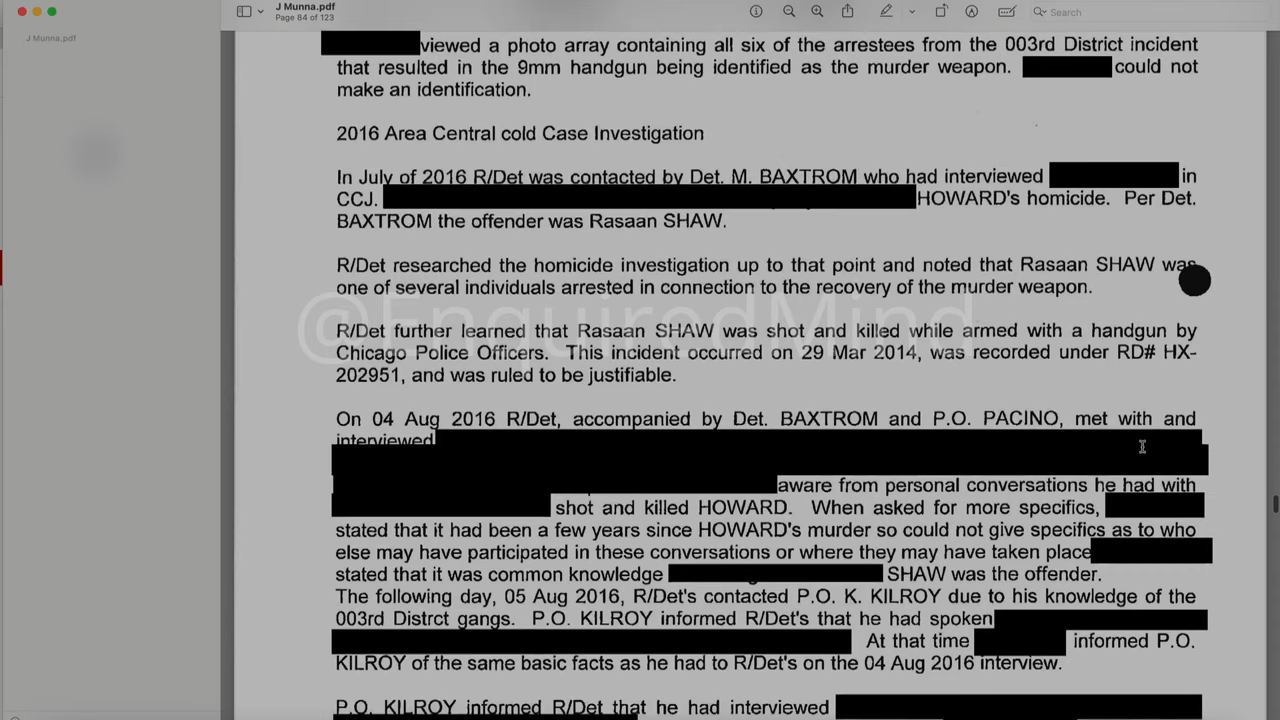 J Munna.pdf
Page 84 of 123
Search
J Munna.pdf
viewed a photo array containing all six of the arrestees from the 003rd District incident
that resulted in the 9mm handgun being identified as the murder weapon. could not
make an identification.
2016 Area Central cold Case Investigation
In July of 2016 R/Det was contacted by Det. M. BAXTROM who had interviewed in
CCJ. HOWARD's homicide. Per Det.
BAXTROM the offender was Rasaan SHAW.
R/Det researched the homicide investigation up to that point and noted that Rasaan SHAW was
one of several individuals arrested in connection to the recovery of the murder weapon.
@EnquiredMind
R/Det further learned that Rasaan SHAW was shot and killed while armed with a handgun by
Chicago Police Officers. This incident occurred on 29 Mar 2014, was recorded under RD# HX-
202951, and was ruled to be justifiable.
On 04 Aug 2016 R/Det, accompanied by Det. BAXTROM and P.O. PACINO, met with and
interviewed
aware from personal conversations he had with
shot and killed HOWARD. When asked for more specifics,
stated that it had been a few years since HOWARD's murder so could not give specifics as to who
else may have participated in these conversations or where they may have taken place
stated that it was common knowledge SHAW was the offender.
The following day, 05 Aug 2016, R/Det's contacted P.O. K. KILROY due to his knowledge of the
003rd Distrct gangs. P.O. KILROY informed R/Det's that he had spoken
At that time informed P.O.
KILROY of the same basic facts as he had to R/Det's on the 04 Aug 2016 interview.
P.O. KILROY informed R/Det that he had interviewed